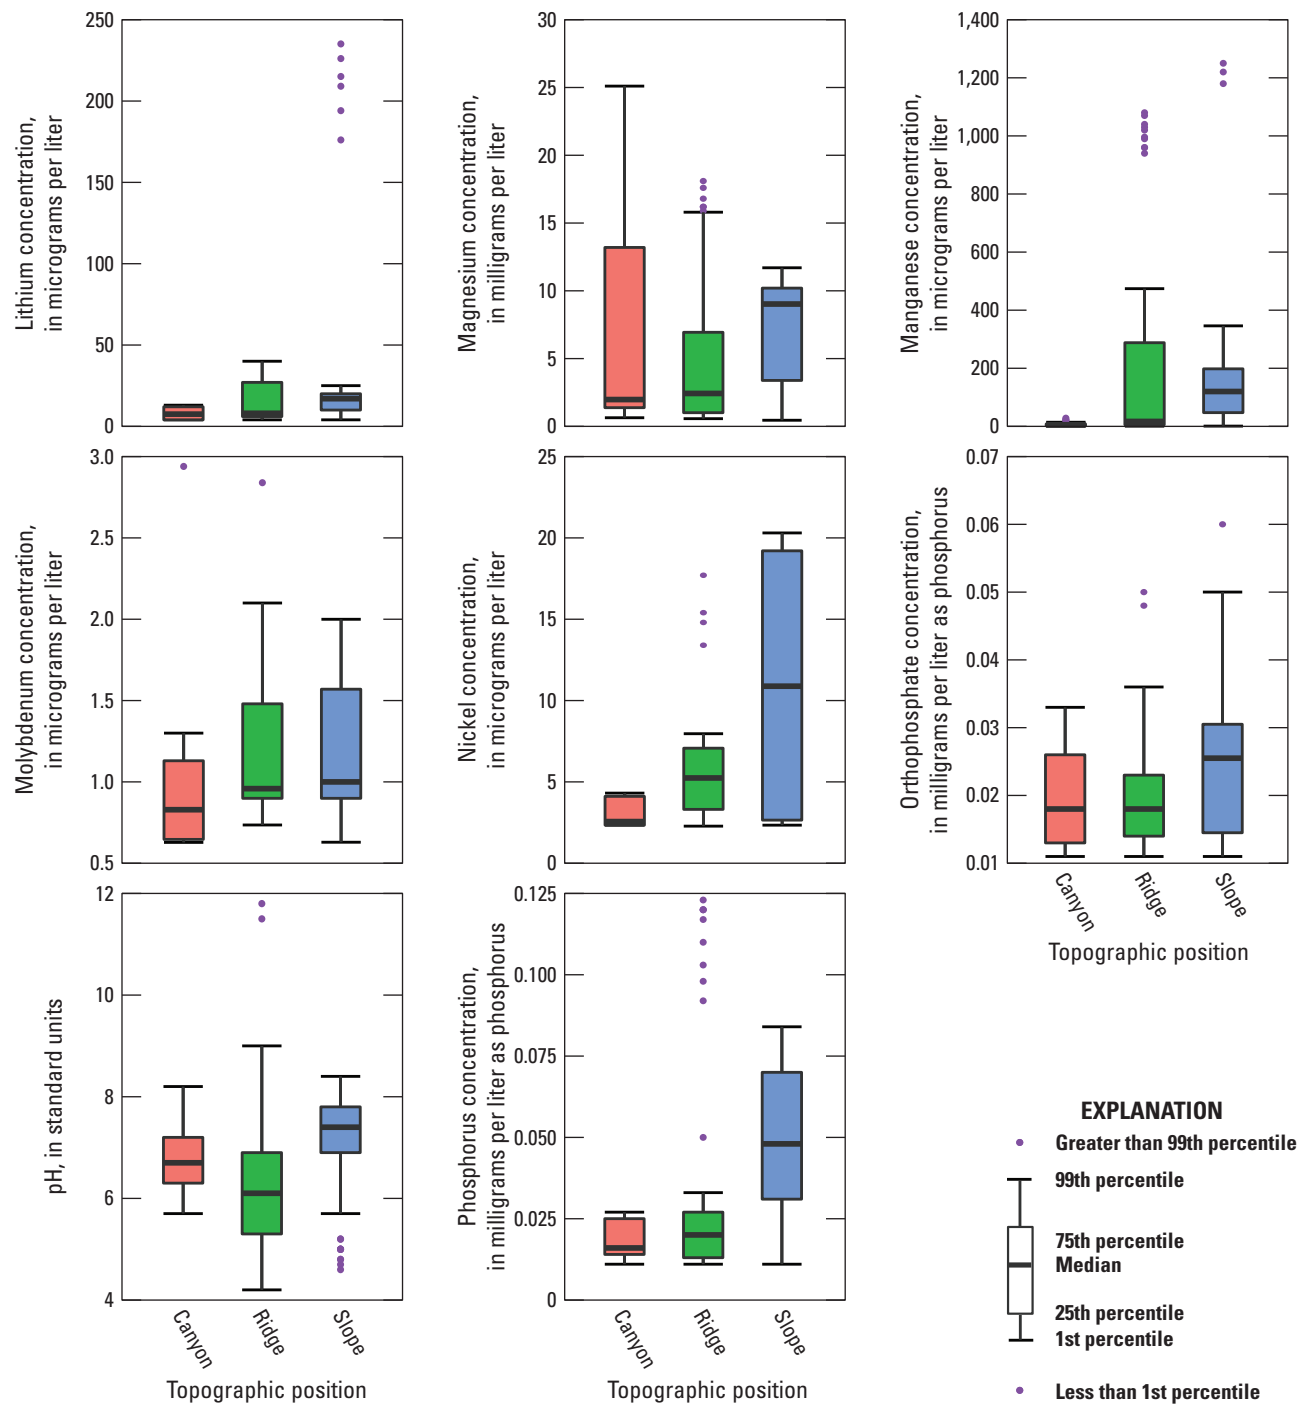 Lithium concentration,
in micrograms per liter
250
200
150
100
50
0
Magnesium concentration,
in milligrams per liter
30
25
20
15
10
5
0
Manganese concentration,
in micrograms per liter
1,400
1,200
1,000
800
600
400
200
0
Molybdenum concentration,
in micrograms per liter
3.0
2.5
2.0
1.5
1.0
0.5
Nickel concentration,
in micrograms per liter
25
20
15
10
5
0
Orthophosphate concentration,
in milligrams per liter as phosphorus
0.07
0.06
0.05
0.04
0.03
0.02
0.01
Canyon
Ridge
Slope
Topographic position
pH, in standard units
12
10
8
6
4
Canyon
Ridge
Slope
Topographic position
Phosphorus concentration,
in milligrams per liter as phosphorus
0.125
0.100
0.075
0.050
0.025
0
Canyon
Ridge
Slope
Topographic position
EXPLANATION
Greater than 99th percentile
99th percentile
75th percentile
Median
25th percentile
1st percentile
Less than 1st percentile